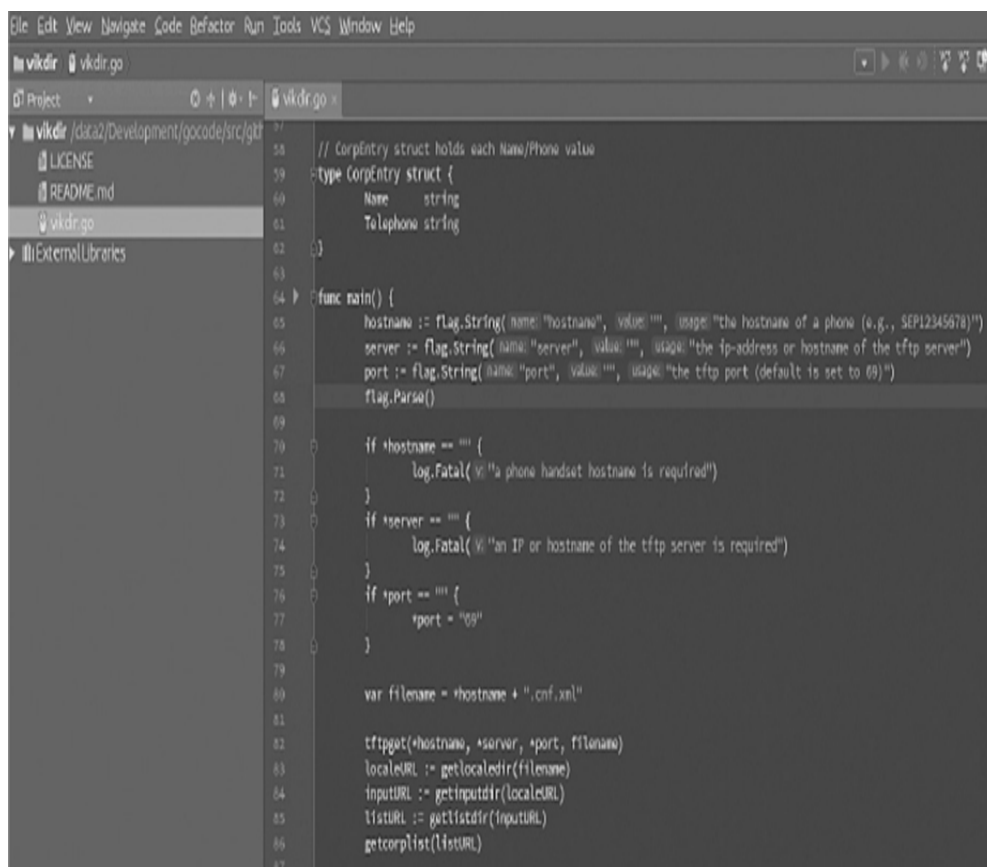 File Edit View Navigate Code Refactor Run Tools VCS Window Help
vikdir vikdir.go
Project vikdir.go
vikdir /data2/Development/gocode/src/gith
LICENSE
README.md
vikdir.go
External Libraries
57
58 // CorpEntry struct holds each Name/Phone value
59 type CorpEntry struct {
60 Name string
61 Telephone string
62 }
63
64 func main() {
65 hostname := flag.String( name: "hostname", value: "", usage: "the hostname of a phone (e.g., SEP12345678)")
66 server := flag.String( name: "server", value: "", usage: "the ip-address or hostname of the tftp server")
67 port := flag.String( name: "port", value: "", usage: "the tftp port (default is set to 69)")
68 flag.Parse()
69
70 if *hostname == "" {
71 log.Fatal( v: "a phone handset hostname is required")
72 }
73 if *server == "" {
74 log.Fatal( v: "an IP or hostname of the tftp server is required")
75 }
76 if *port == "" {
77 *port = "69"
78 }
79
80 var filename = *hostname + ".cnf.xml"
81
82 tftpget(*hostname, *server, *port, filename)
83 localeURL := getlocaledir(filename)
84 inputURL := getinputdir(localeURL)
85 listURL := getlistdir(inputURL)
86 getcorplist(listURL)
87